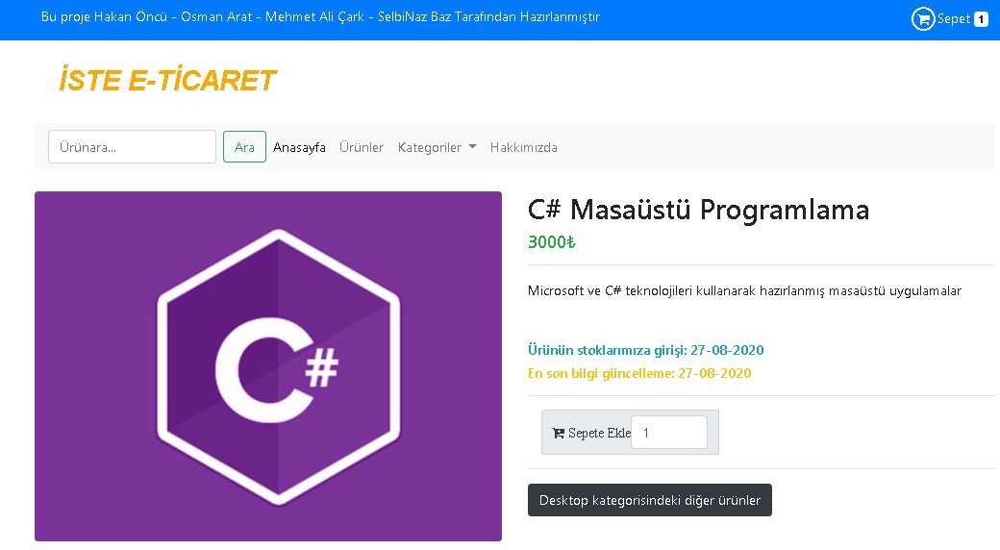 Bu proje Hakan Öncü - Osman Arat - Mehmet Ali Çark - SelbiNaz Baz Tarafından Hazırlanmıştır
Sepet 1
İSTE E-TİCARET
Ürünara...
Ara
Anasayfa
Ürünler
Kategoriler
Hakkımızda
C#
C# Masaüstü Programlama
3000₺
Microsoft ve C# teknolojileri kullanarak hazırlanmış masaüstü uygulamalar
Ürünün stoklarımıza girişi: 27-08-2020
En son bilgi güncelleme: 27-08-2020
Sepete Ekle 1
Desktop kategorisindeki diğer ürünler